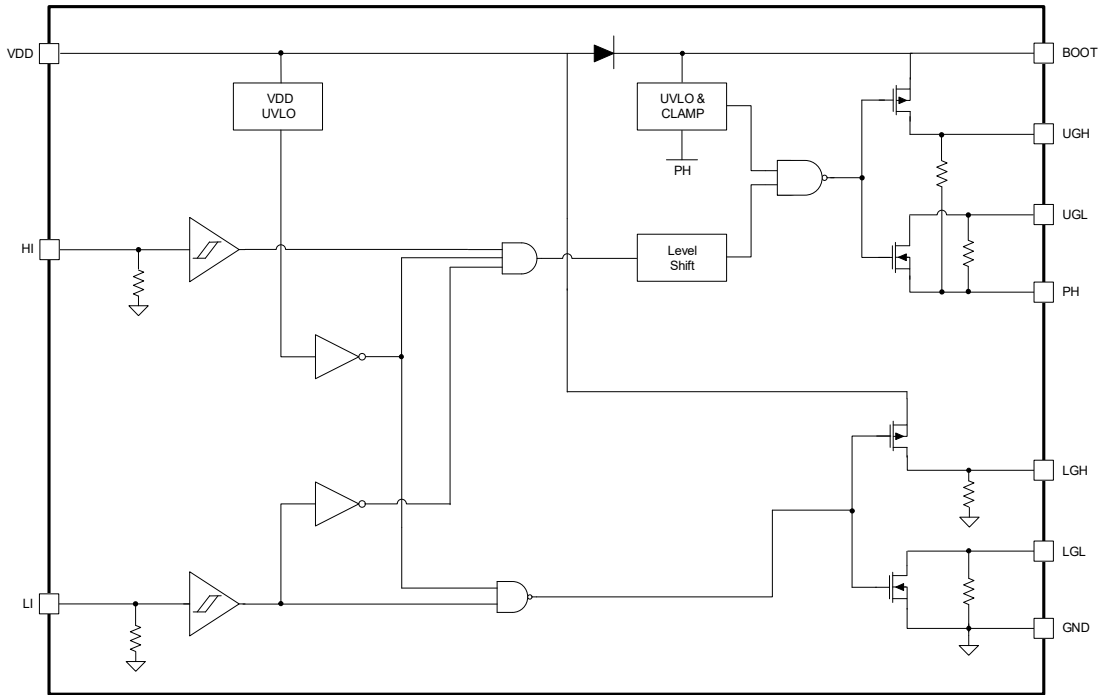 VDD
BOOT
VDD
UVLO
UVLO &
CLAMP
UGH
PH
UGL
HI
Level
Shift
PH
LGH
LGL
LI
GND